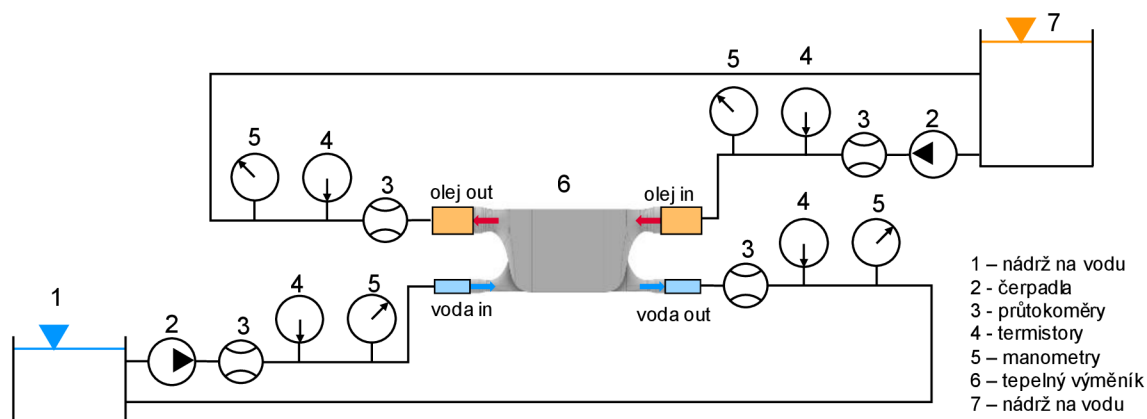 7
5
4
3
2
5
4
3
olej out
6
olej in
4
5
3
1
2
3
4
5
voda in
voda out
1 – nádrž na vodu
2 - čerpadla
3 - průtokoměry
4 - termistory
5 – manometry
6 – tepelný výměník
7 – nádrž na vodu